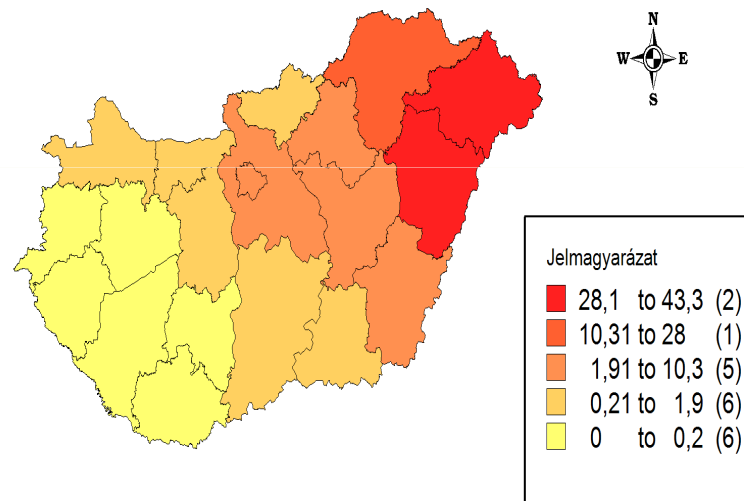 N
W E
S
Jelmagyarázat
28,1 to 43,3 (2)
10,31 to 28 (1)
1,91 to 10,3 (5)
0,21 to 1,9 (6)
0 to 0,2 (6)